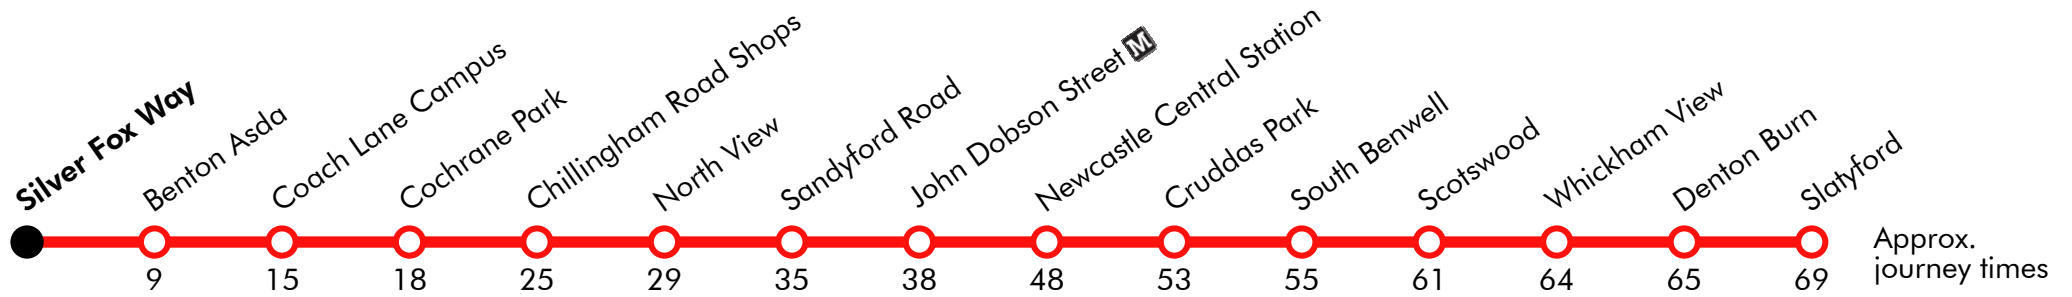 Silver Fox Way
Benton Asda
Coach Lane Campus
Cochrane Park
Chillingham Road Shops
North View
Sandyford Road
John Dobson Street M
Newcastle Central Station
Cruddas Park
South Benwell
Scotswood
Whickham View
Denton Burn
Slatyford
9 15 18 25 29 35 38 48 53 55 61 64 65 69
Approx.
journey times